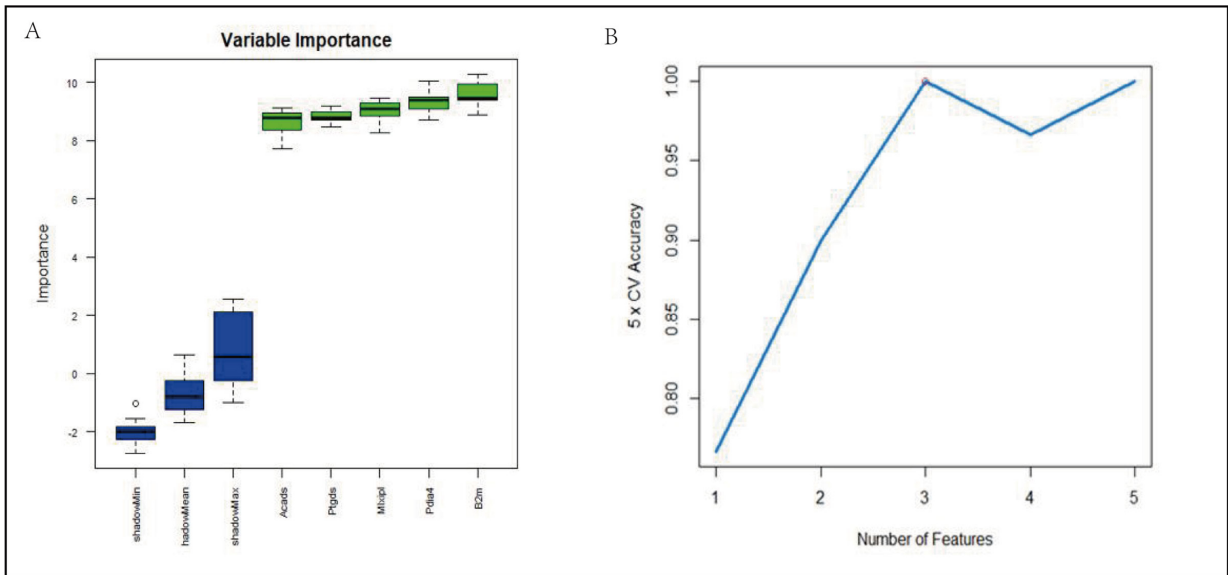 A
Variable Importance
Importance
10
8
6
4
2
0
-2
shadowMin
hadowMean
shadowMax
Acads
Ptgds
Mlxipl
Pdia4
B2m
B
5 x CV Accuracy
1.00
0.95
0.90
0.85
0.80
1 2 3 4 5
Number of Features